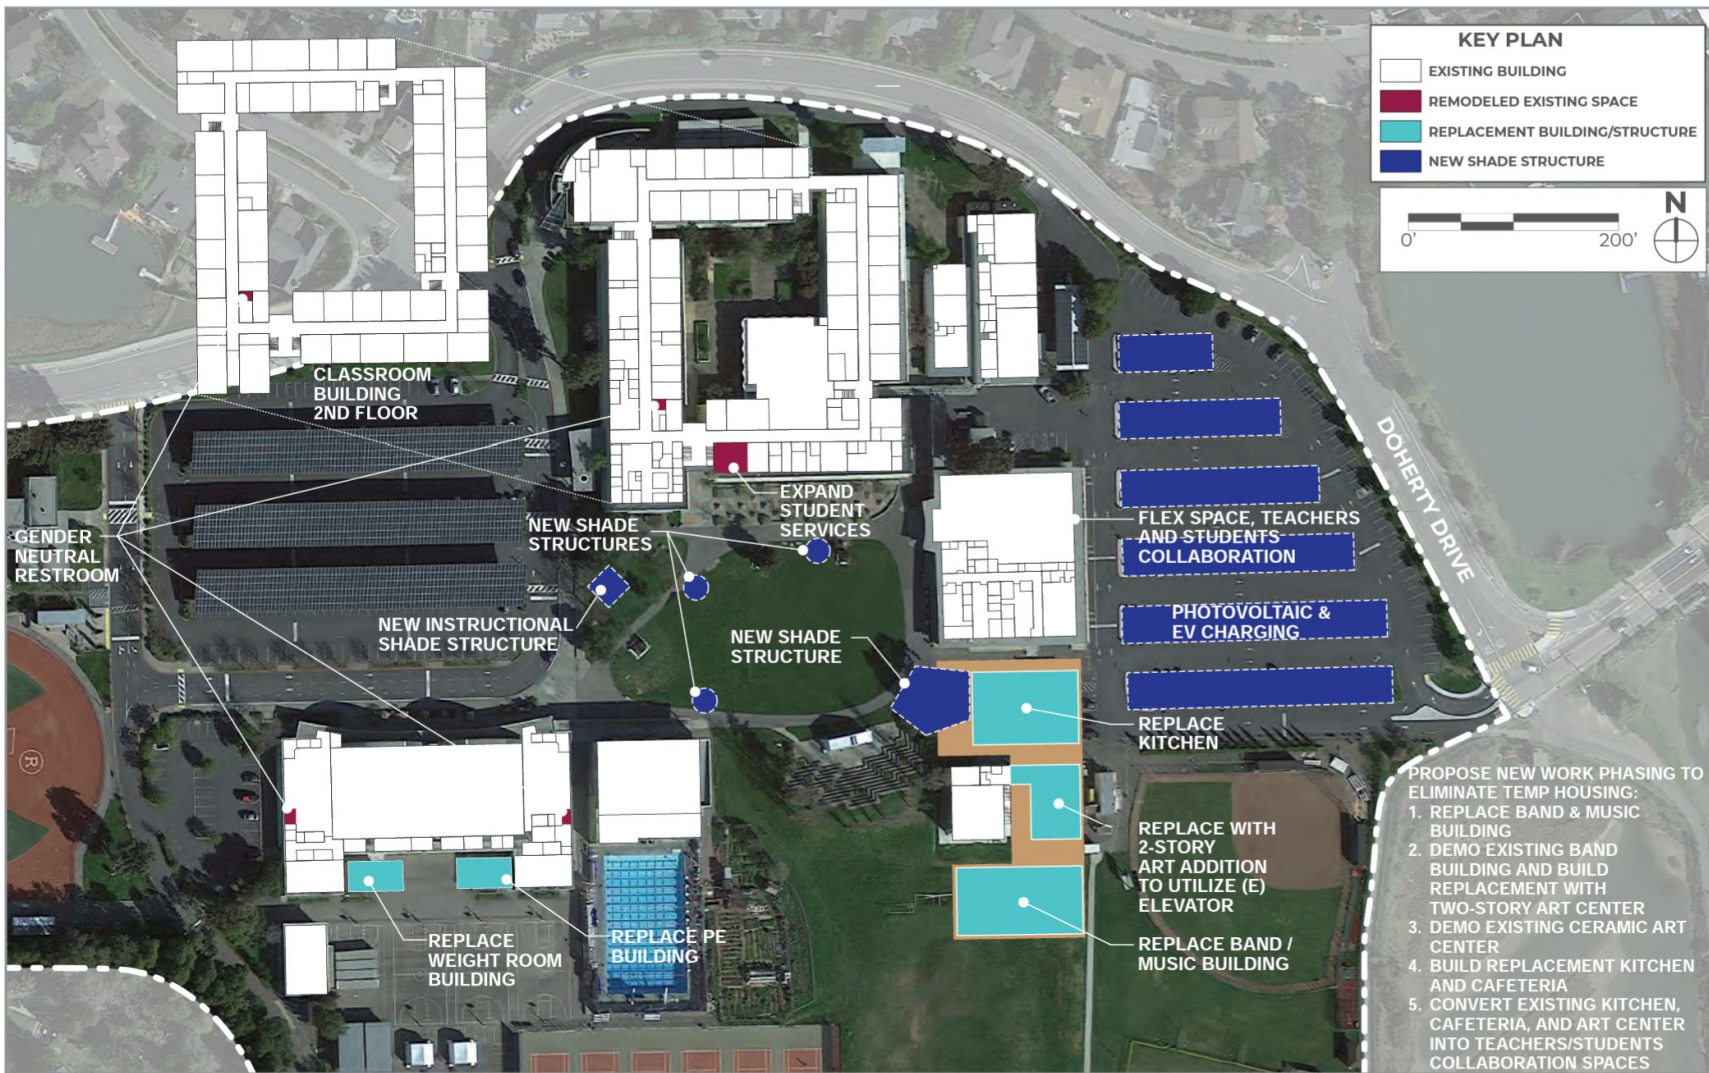 KEY PLAN
EXISTING BUILDING
REMODELED EXISTING SPACE
REPLACEMENT BUILDING/STRUCTURE
NEW SHADE STRUCTURE
N
0'
200'
CLASSROOM
BUILDING
2ND FLOOR
DOHERTY DRIVE
EXPAND
STUDENT
SERVICES
NEW SHADE
STRUCTURES
FLEX SPACE, TEACHERS
AND STUDENTS
COLLABORATION
GENDER
NEUTRAL
RESTROOM
NEW INSTRUCTIONAL
SHADE STRUCTURE
PHOTOVOLTAIC &
EV CHARGING
NEW SHADE
STRUCTURE
REPLACE
KITCHEN
R
REPLACE WITH
2-STORY
ART ADDITION
TO UTILIZE (E)
ELEVATOR
REPLACE
WEIGHT ROOM
BUILDING
REPLACE PE
BUILDING
REPLACE BAND /
MUSIC BUILDING
PROPOSE NEW WORK PHASING TO
ELIMINATE TEMP HOUSING:
1. REPLACE BAND & MUSIC
BUILDING
2. DEMO EXISTING BAND
BUILDING AND BUILD
REPLACEMENT WITH
TWO-STORY ART CENTER
3. DEMO EXISTING CERAMIC ART
CENTER
4. BUILD REPLACEMENT KITCHEN
AND CAFETERIA
5. CONVERT EXISTING KITCHEN,
CAFETERIA, AND ART CENTER
INTO TEACHERS/STUDENTS
COLLABORATION SPACES